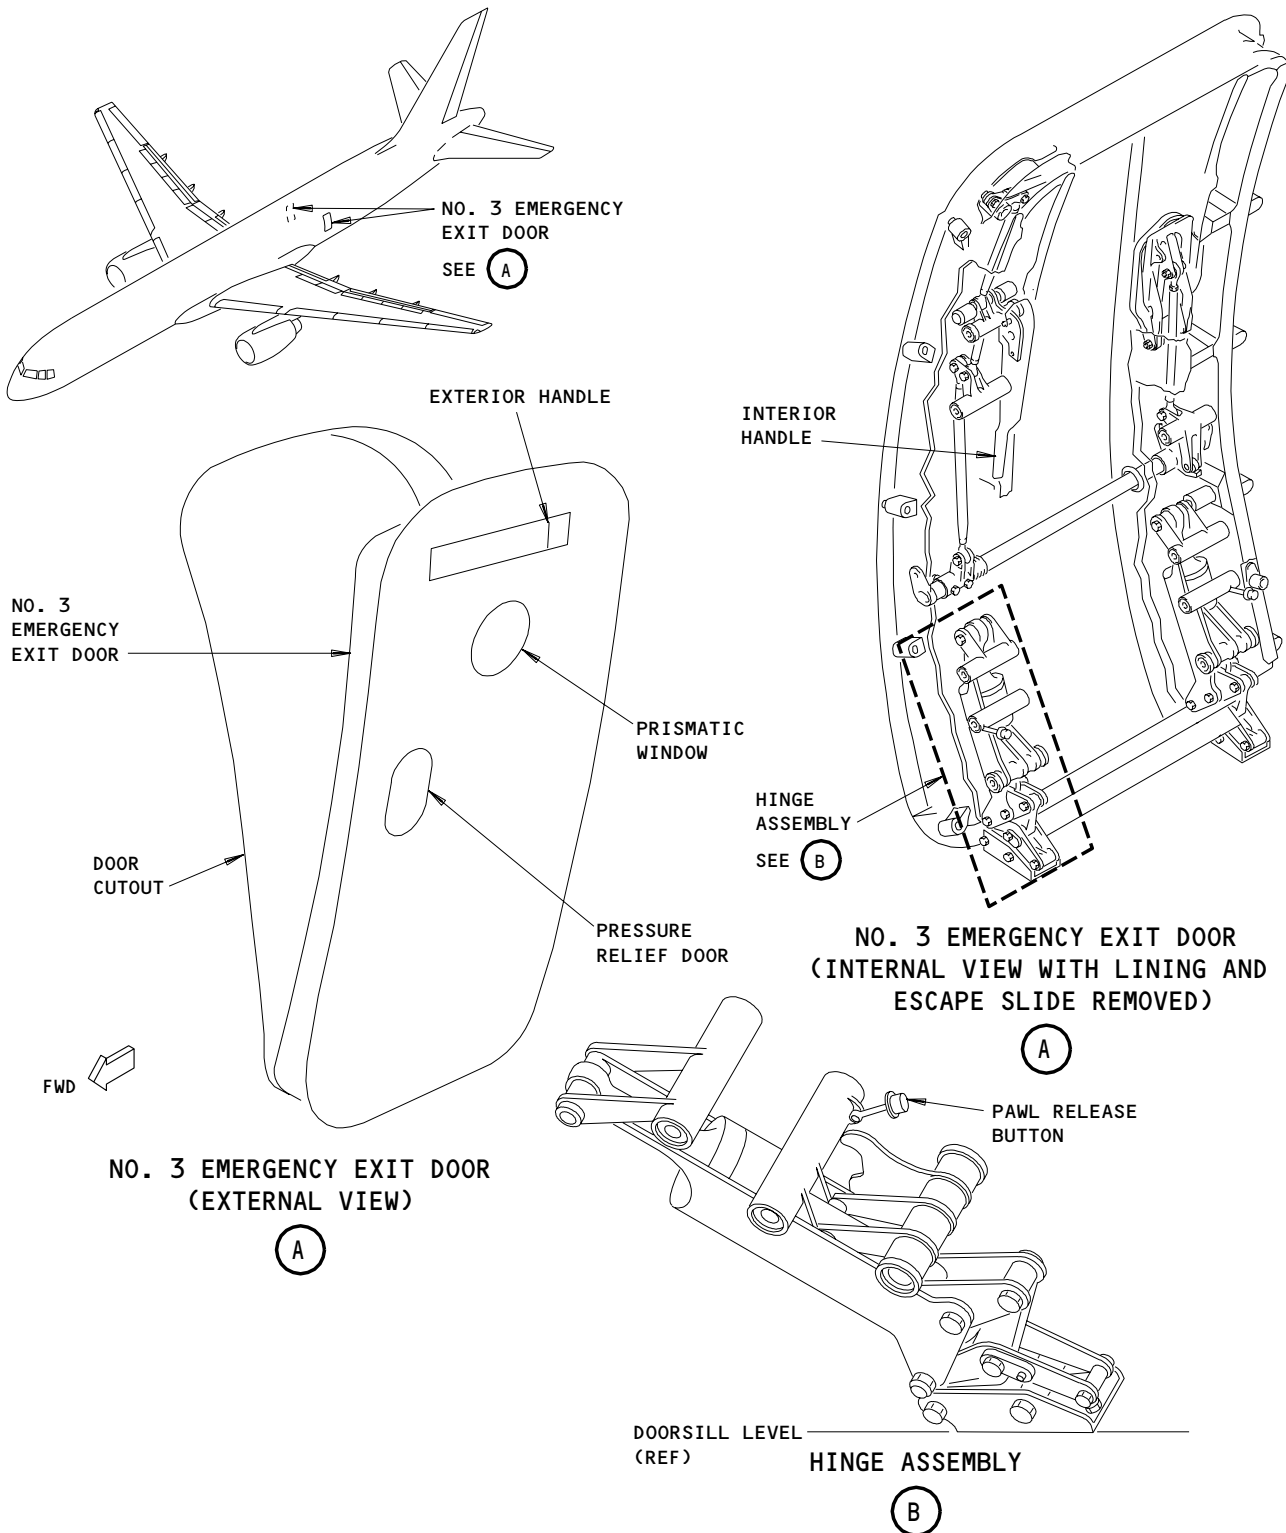 NO. 3 EMERGENCY
EXIT DOOR
SEE A
EXTERIOR HANDLE
INTERIOR
HANDLE
NO. 3
EMERGENCY
EXIT DOOR
PRISMATIC
WINDOW
HINGE
ASSEMBLY
SEE B
DOOR
CUTOUT
PRESSURE
RELIEF DOOR
NO. 3 EMERGENCY EXIT DOOR
(INTERNAL VIEW WITH LINING AND
ESCAPE SLIDE REMOVED)
A
FWD
PAWL RELEASE
BUTTON
NO. 3 EMERGENCY EXIT DOOR
(EXTERNAL VIEW)
A
DOORSILL LEVEL
(REF)
HINGE ASSEMBLY
B